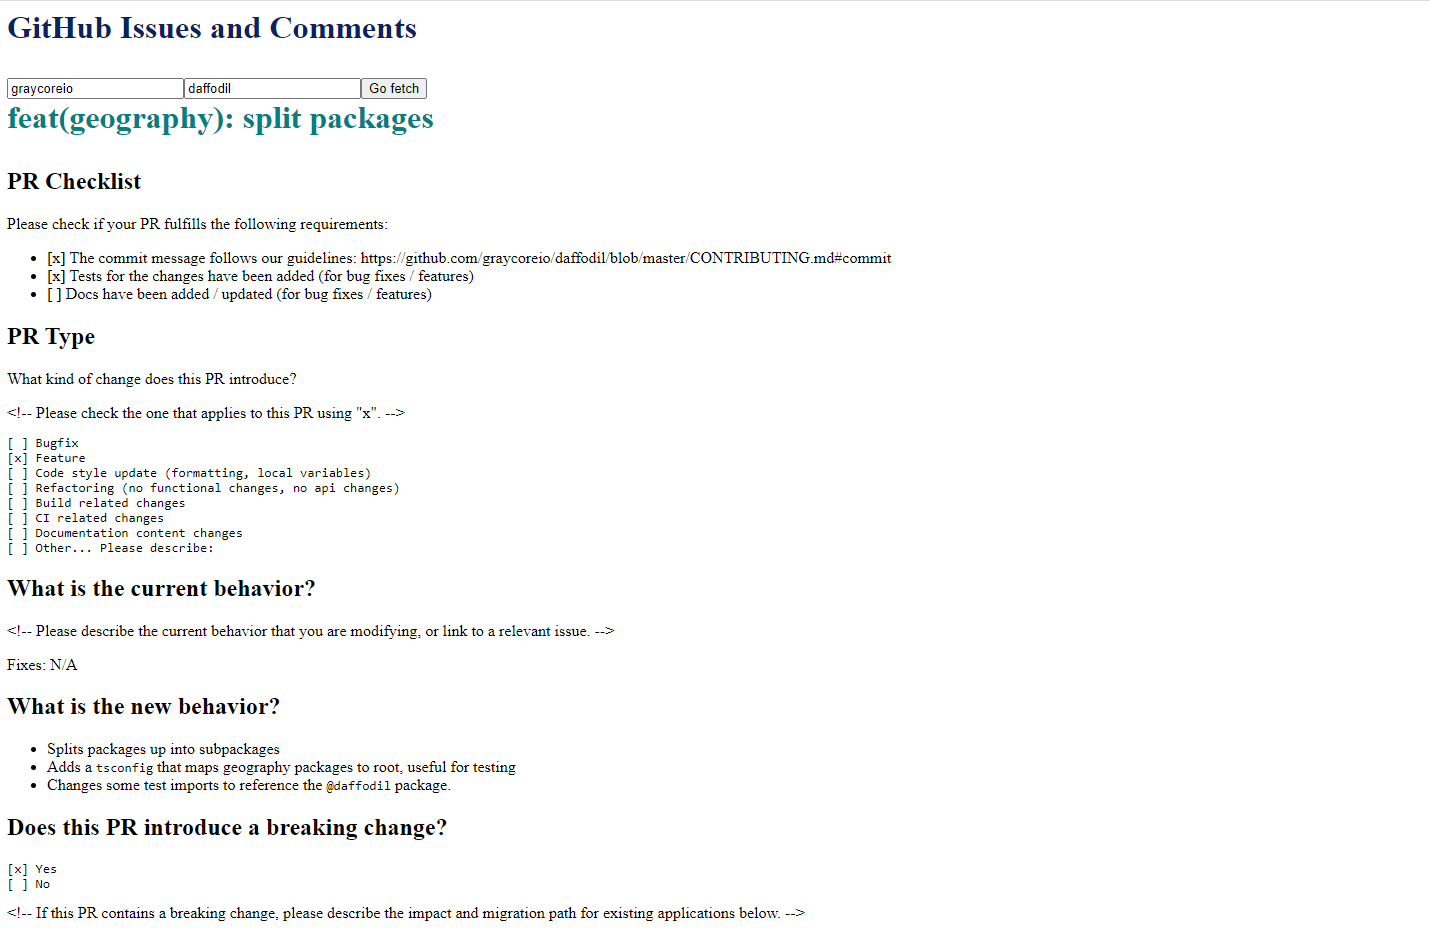 GitHub Issues and Comments
graycoreio daffodil Go fetch
feat(geography): split packages
PR Checklist
Please check if your PR fulfills the following requirements:
• [x] The commit message follows our guidelines: https://github.com/graycoreio/daffodil/blob/master/CONTRIBUTING.md#commit
• [x] Tests for the changes have been added (for bug fixes / features)
• [ ] Docs have been added / updated (for bug fixes / features)
PR Type
What kind of change does this PR introduce?
<!-- Please check the one that applies to this PR using "x". -->
[ ] Bugfix
[x] Feature
[ ] Code style update (formatting, local variables)
[ ] Refactoring (no functional changes, no api changes)
[ ] Build related changes
[ ] CI related changes
[ ] Documentation content changes
[ ] Other... Please describe:
What is the current behavior?
<!-- Please describe the current behavior that you are modifying, or link to a relevant issue. -->
Fixes: N/A
What is the new behavior?
• Splits packages up into subpackages
• Adds a tsconfig that maps geography packages to root, useful for testing
• Changes some test imports to reference the @daffodil package.
Does this PR introduce a breaking change?
[x] Yes
[ ] No
<!-- If this PR contains a breaking change, please describe the impact and migration path for existing applications below. -->